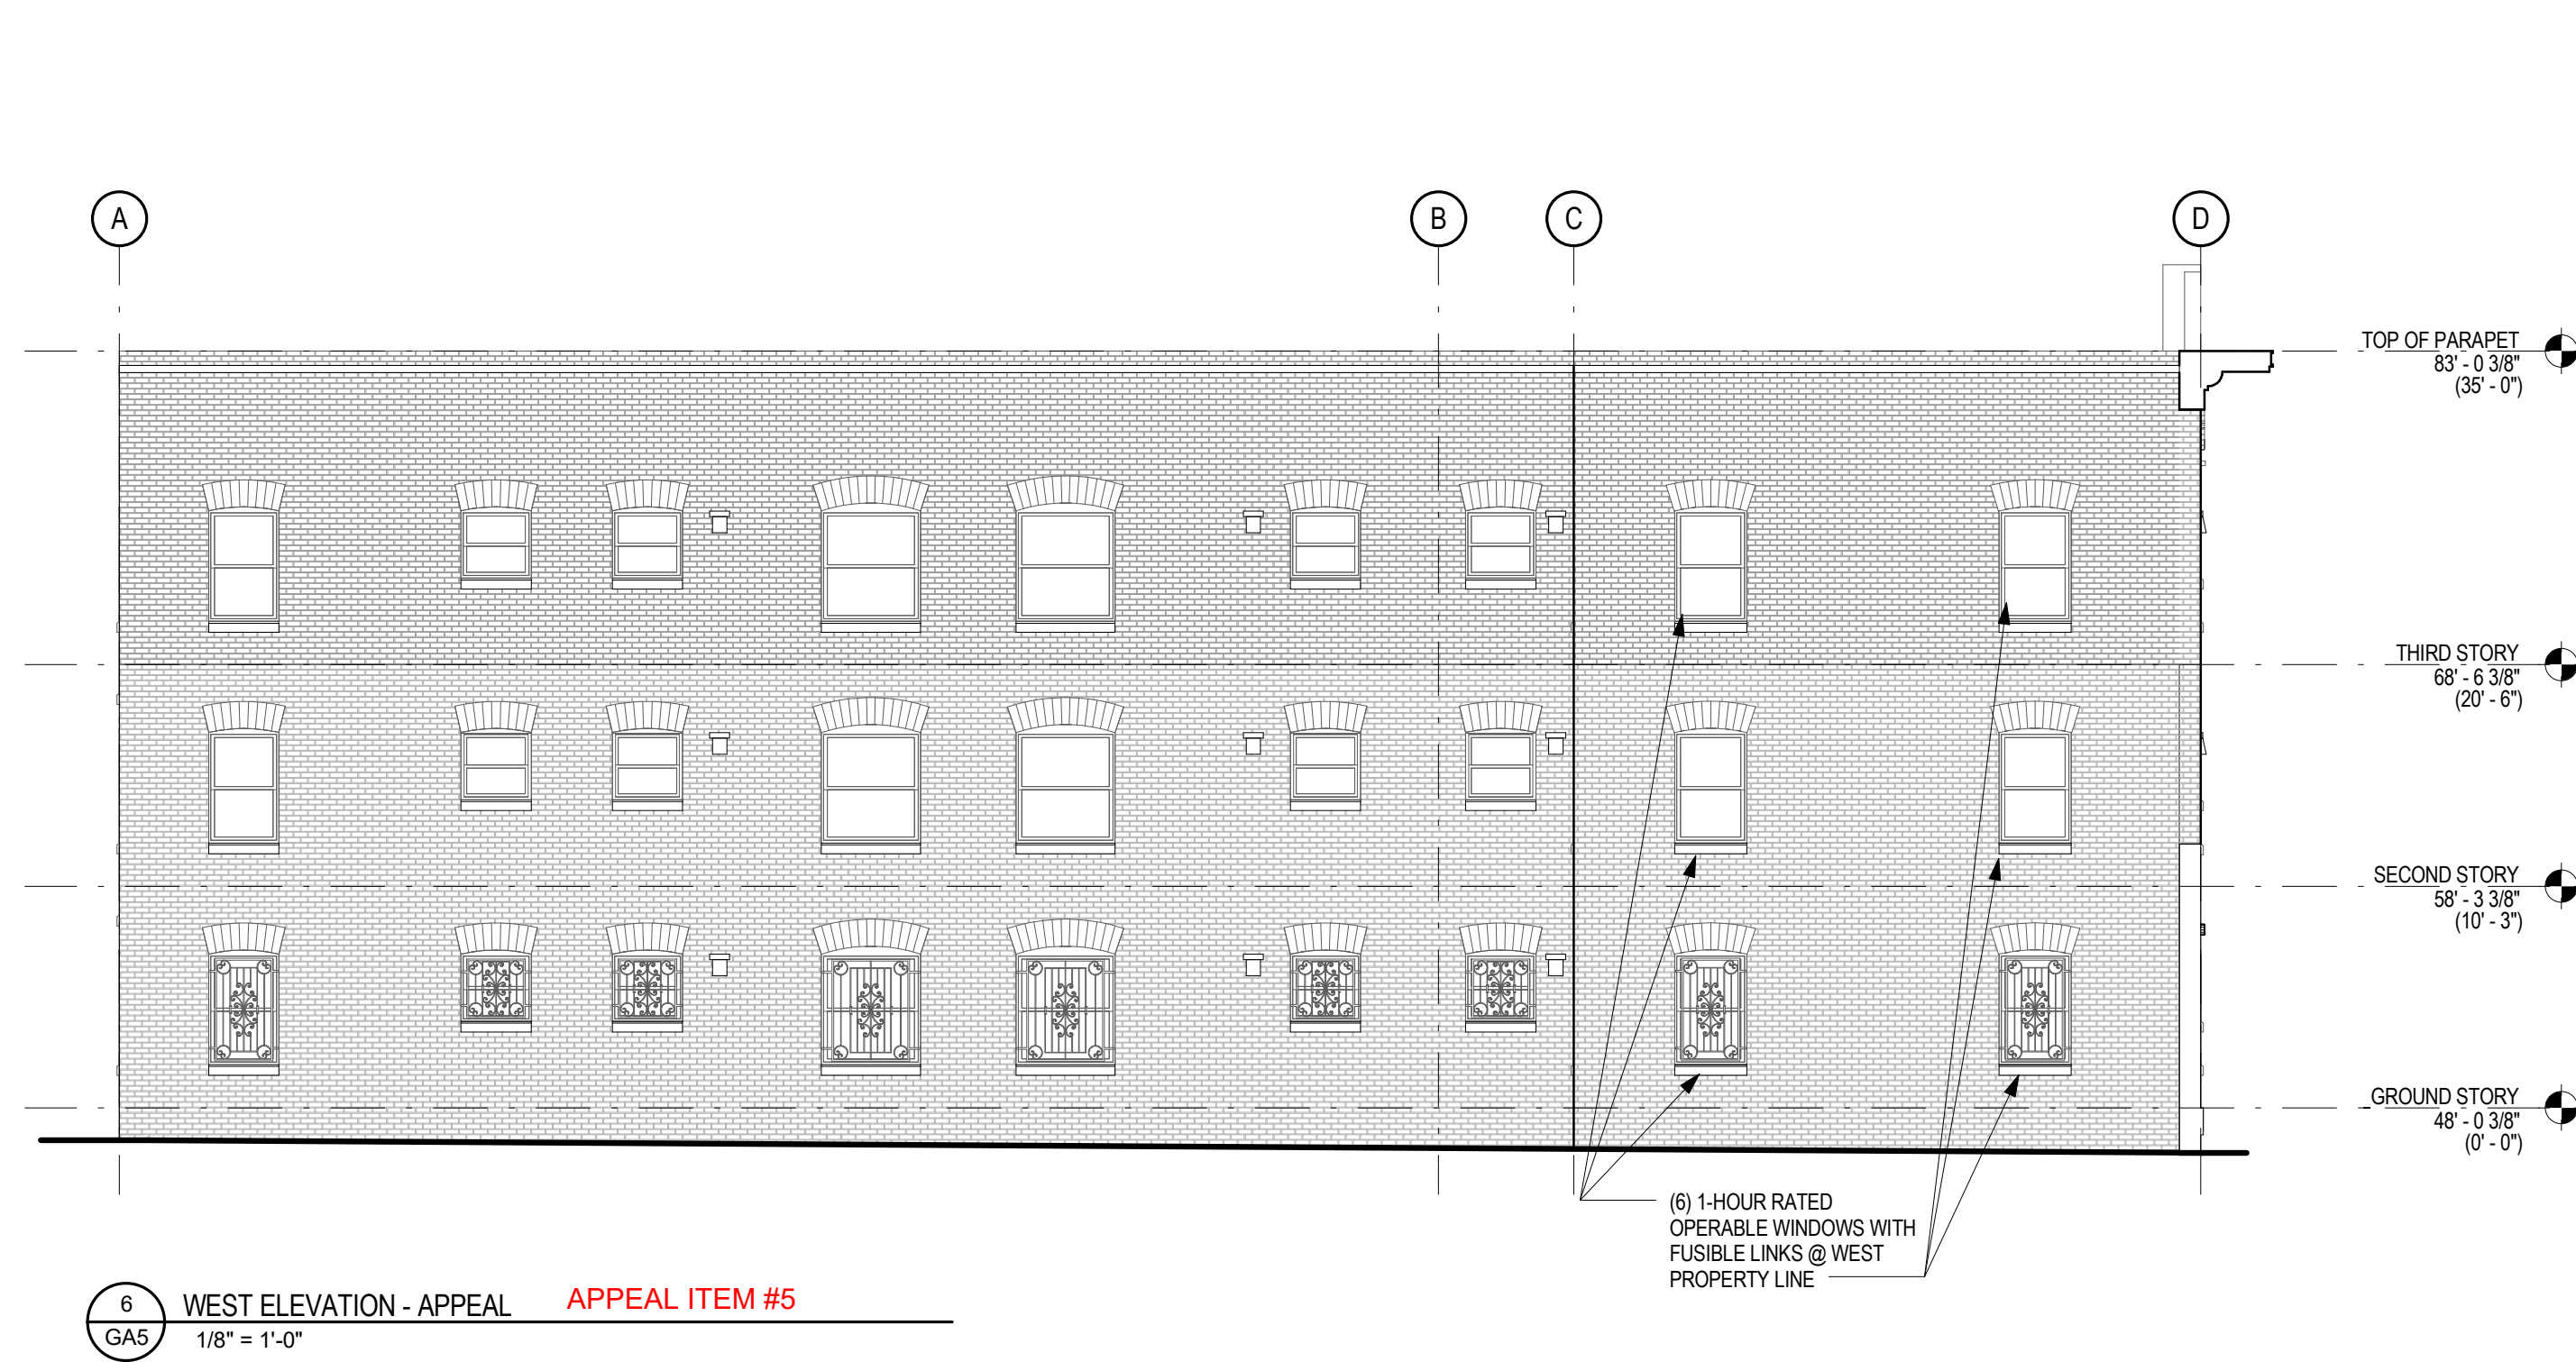 A
B
C
D
TOP OF PARAPET
83' - 0 3/8"
(35' - 0")
THIRD STORY
68' - 6 3/8"
(20' - 6")
SECOND STORY
58' - 3 3/8"
(10' - 3")
GROUND STORY
48' - 0 3/8"
(0' - 0")
(6) 1-HOUR RATED
OPERABLE WINDOWS WITH
FUSIBLE LINKS @ WEST
PROPERTY LINE
6
GA5
WEST ELEVATION - APPEAL
APPEAL ITEM #5
1/8" = 1'-0"